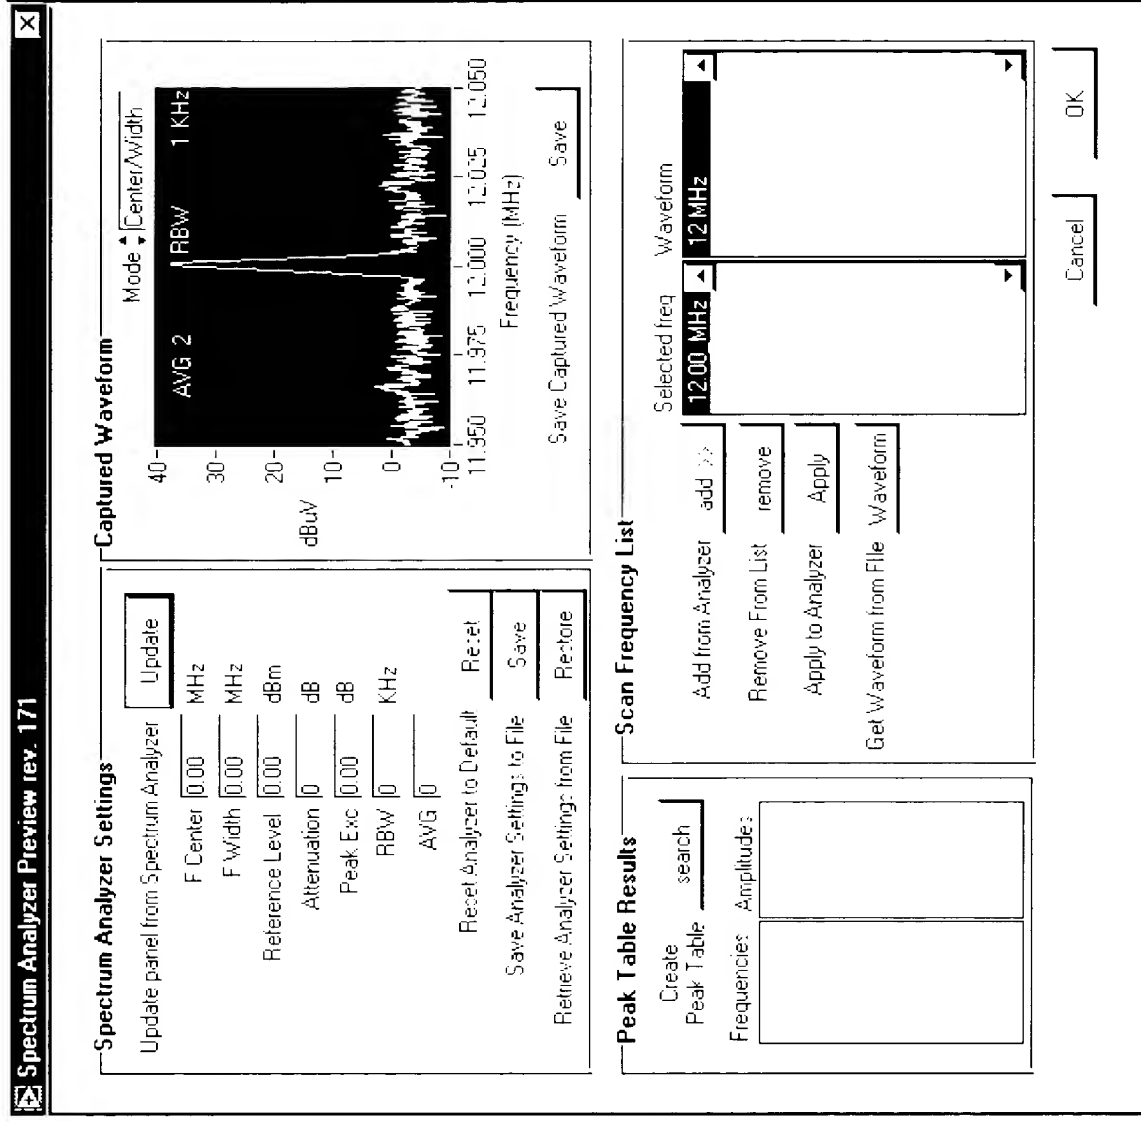 Spectrum Analyzer Preview rev. 171
Spectrum Analyzer Settings
Update panel from Spectrum Analyzer Update
F Center 0.00 MHz
F Width 0.00 MHz
Reference Level 0.00 dBm
Attenuation 0 dB
Peak Exc 0.00 dB
RBW 0 KHz
AVG 0
Reset Analyzer to Default Reset
Save Analyzer Settings to File Save
Retrieve Analyzer Settings from File Restore
Captured Waveform
Mode Center/Width
AVG 2 RBW 1 KHz
40
30
20
10
0
-10
dBuV
11.950 11.975 12.000 12.025 12.050
Frequency (MHz)
Save Captured Waveform Save
Peak Table Results
Create
Peak Table
search
Frequencies Amplitudes
Scan Frequency List
Add from Analyzer add >>
Remove From List remove
Apply to Analyzer Apply
Get Waveform from File Waveform
Selected freq Waveform
12.00 MHz 12 MHz
Cancel OK